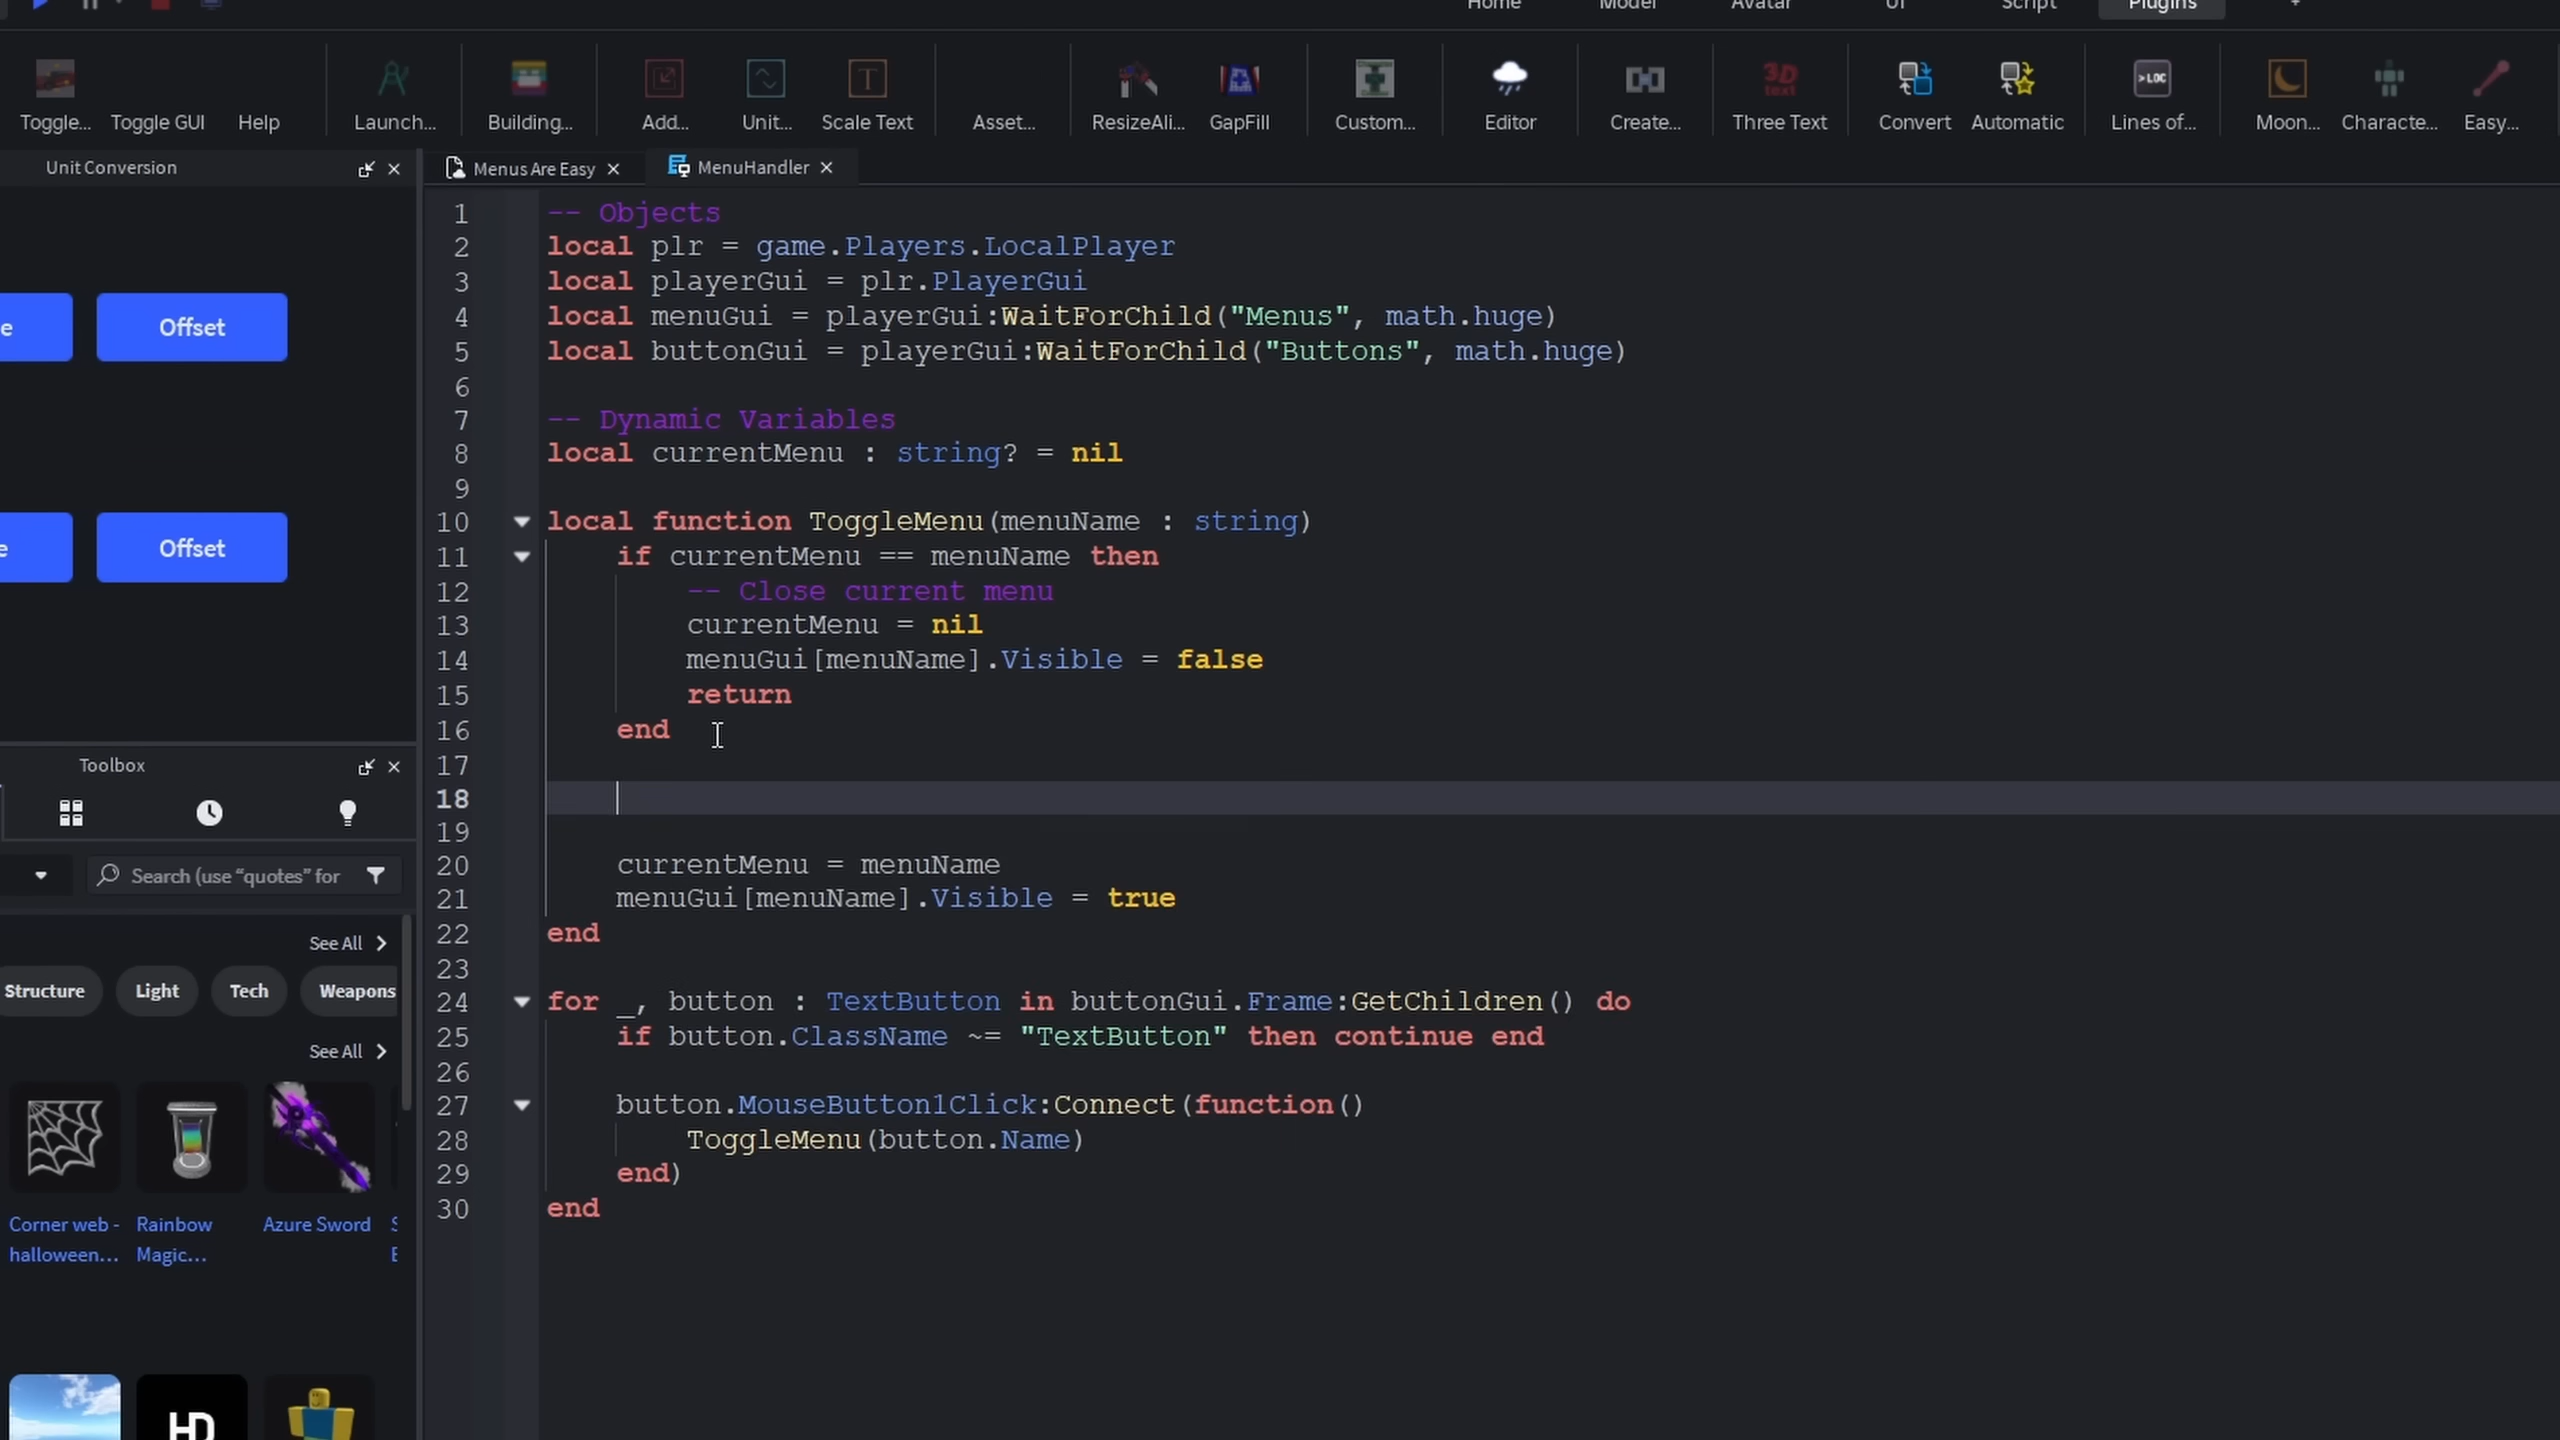 Home Model Avatar UI Script Plugins +
Toggle... Toggle GUI Help Launch... Building... Add... Unit... Scale Text Asset... ResizeAli... GapFill Custom... Editor Create... Three Text Convert Automatic Lines of... Moon... Characte... Easy...
T
3D text
>LOC
Unit Conversion
Menus Are Easy
MenuHandler
e Offset
e Offset
Toolbox
Search (use “quotes” for
See All
Structure Light Tech Weapons
See All
Corner web - halloween...
Rainbow Magic...
Azure Sword
HD
1 -- Objects
2 local plr = game.Players.LocalPlayer
3 local playerGui = plr.PlayerGui
4 local menuGui = playerGui:WaitForChild("Menus", math.huge)
5 local buttonGui = playerGui:WaitForChild("Buttons", math.huge)
6
7 -- Dynamic Variables
8 local currentMenu : string? = nil
9
10 local function ToggleMenu(menuName : string)
11 if currentMenu == menuName then
12 -- Close current menu
13 currentMenu = nil
14 menuGui[menuName].Visible = false
15 return
16 end
17
18
19
20 currentMenu = menuName
21 menuGui[menuName].Visible = true
22 end
23
24 for _, button : TextButton in buttonGui.Frame:GetChildren() do
25 if button.ClassName ~= "TextButton" then continue end
26
27 button.MouseButton1Click:Connect(function()
28 ToggleMenu(button.Name)
29 end)
30 end